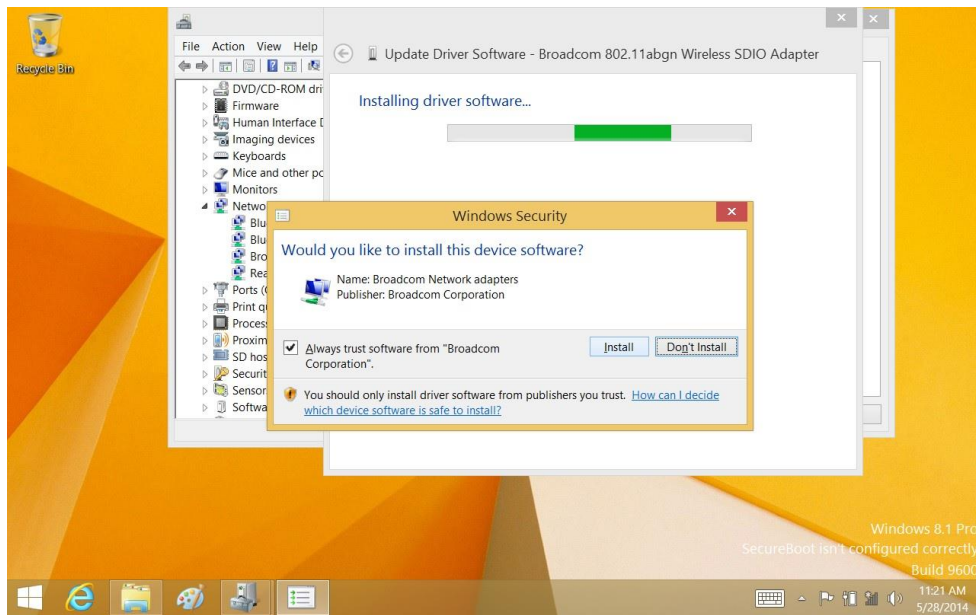 Recycle Bin
File Action View Help
DVD/CD-ROM dri
Firmware
Human Interface D
Imaging devices
Keyboards
Mice and other po
Monitors
Netwo
Blu
Blu
Bro
Rea
Ports (
Print q
Proces
Proxim
SD hos
Securit
Sensor
Softwa
Update Driver Software - Broadcom 802.11abgn Wireless SDIO Adapter
Installing driver software...
Windows Security
Would you like to install this device software?
Name: Broadcom Network adapters
Publisher: Broadcom Corporation
Always trust software from "Broadcom
Corporation".
Install
Don't Install
You should only install driver software from publishers you trust. How can I decide
which device software is safe to install?
Windows 8.1 Pro
SecureBoot isn't configured correctly
Build 9600
11:21 AM
5/28/2014